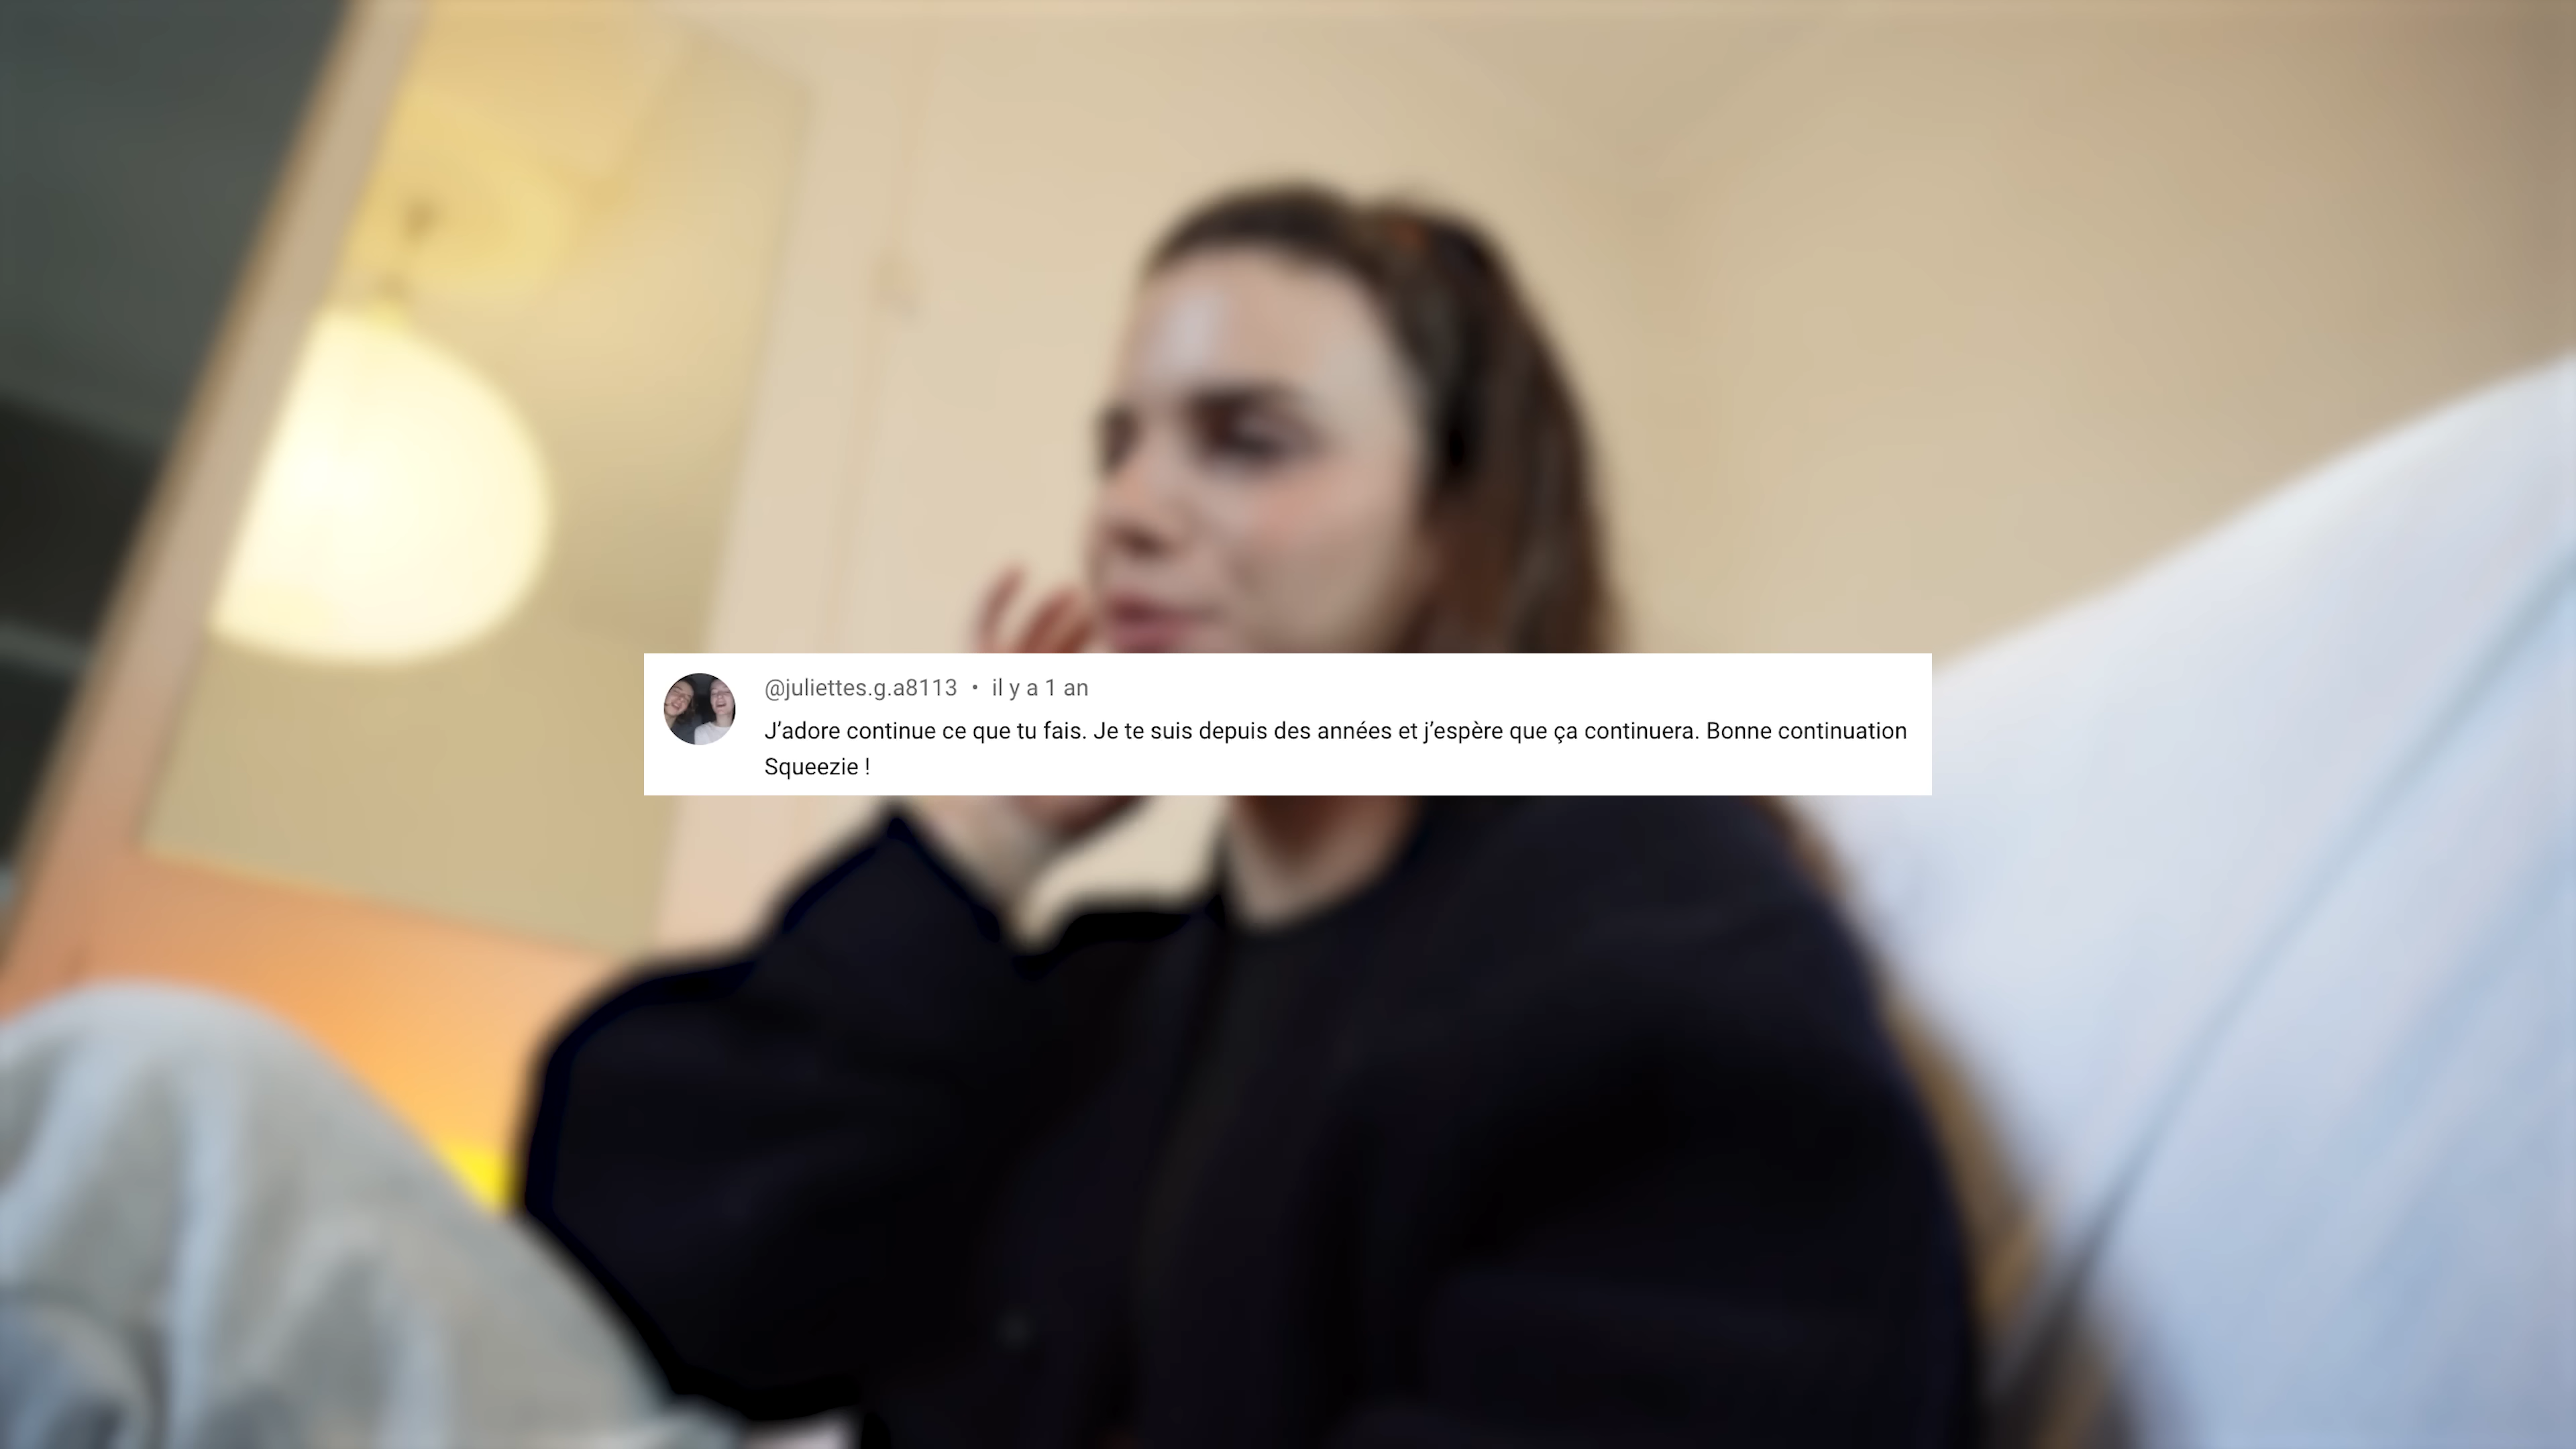 @juliettes.g.a8113 • il y a 1 an
J’adore continue ce que tu fais. Je te suis depuis des années et j’espère que ça continuera. Bonne continuation
Squeezie !